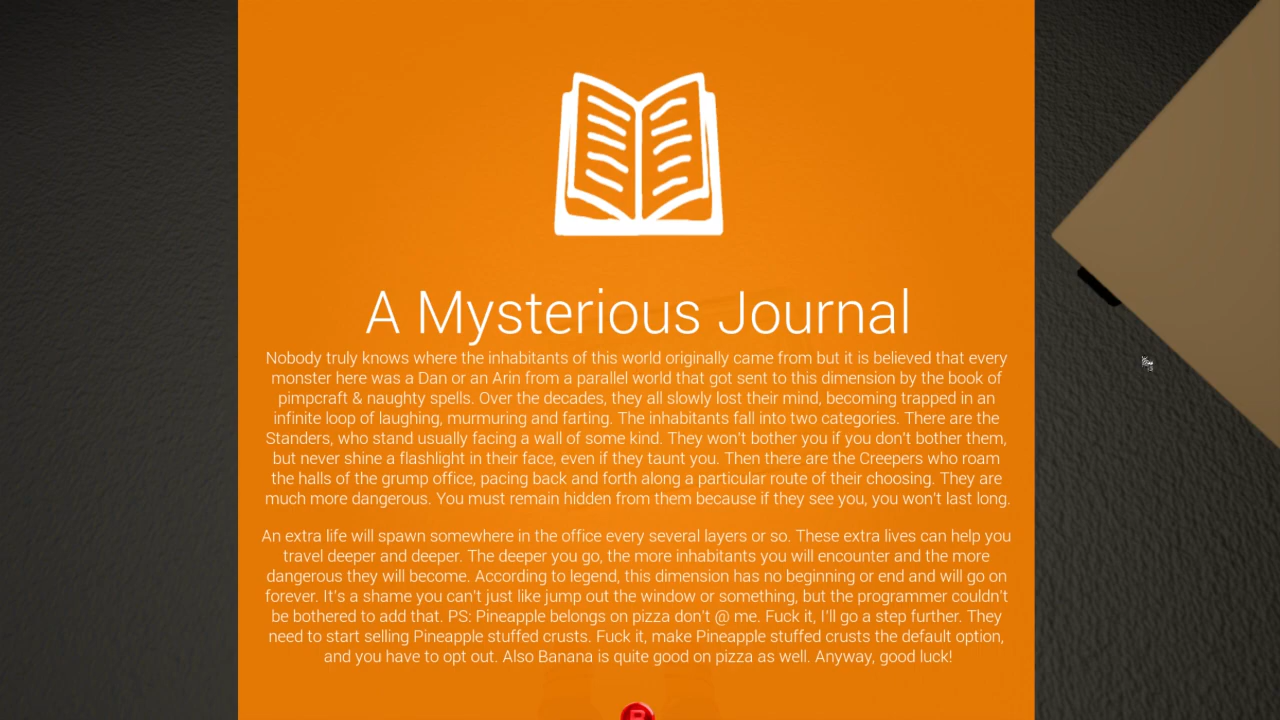 A Mysterious Journal
Nobody truly knows where the inhabitants of this world originally came from but it is believed that every
monster here was a Dan or an Arin from a parallel world that got sent to this dimension by the book of
pimpcraft & naughty spells. Over the decades, they all slowly lost their mind, becoming trapped in an
infinite loop of laughing, murmuring and farting. The inhabitants fall into two categories. There are the
Standers, who stand usually facing a wall of some kind. They won't bother you if you don't bother them,
but never shine a flashlight in their face, even if they taunt you. Then there are the Creepers who roam
the halls of the grump office, pacing back and forth along a particular route of their choosing. They are
much more dangerous. You must remain hidden from them because if they see you, you won't last long.
An extra life will spawn somewhere in the office every several layers or so. These extra lives can help you
travel deeper and deeper. The deeper you go, the more inhabitants you will encounter and the more
dangerous they will become. According to legend, this dimension has no beginning or end and will go on
forever. It's a shame you can't just like jump out the window or something, but the programmer couldn't
be bothered to add that. PS: Pineapple belongs on pizza don't @ me. Fuck it, I'll go a step further. They
need to start selling Pineapple stuffed crusts. Fuck it, make Pineapple stuffed crusts the default option,
and you have to opt out. Also Banana is quite good on pizza as well. Anyway, good luck!